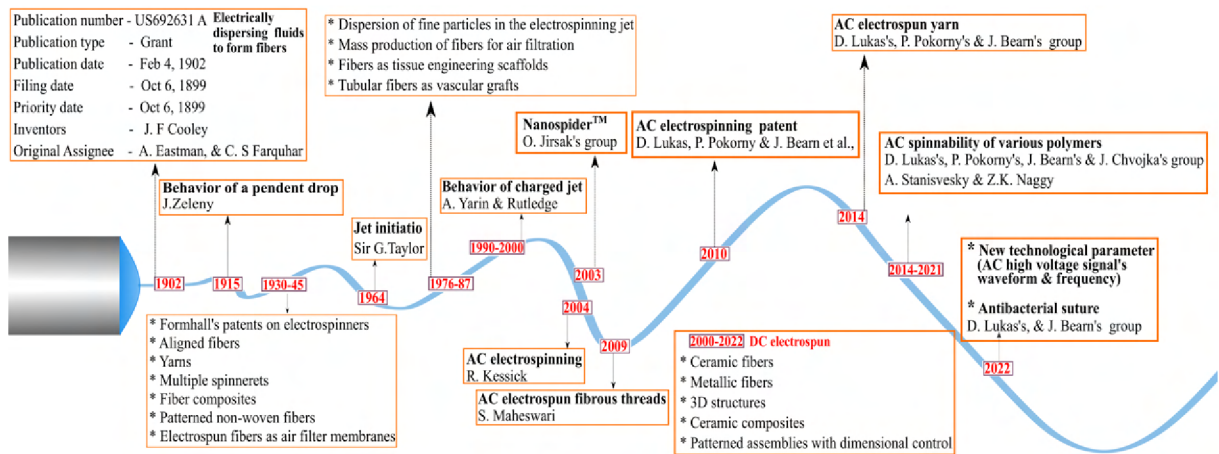 Publication number - US692631 A
Electrically
dispersing fluids
to form fibers
Publication type - Grant
Publication date - Feb 4, 1902
Filing date - Oct 6, 1899
Priority date - Oct 6, 1899
Inventors - J. F Cooley
Original Assignee - A. Eastman, & C. S Farquhar
* Dispersion of fine particles in the electrospinning jet
* Mass production of fibers for air filtration
* Fibers as tissue engineering scaffolds
* Tubular fibers as vascular grafts
AC electrospun yarn
D. Lukas's, P. Pokorny's & J. Bearn's group
Nanospider™
O. Jirsak's group
AC electrospinning patent
D. Lukas, P. Pokorny & J. Bearn et al.,
AC spinnability of various polymers
D. Lukas's, P. Pokorny's, J. Bearn's & J. Chvojka's group
A. Stanisvesky & Z.K. Naggy
Behavior of a pendent drop
J.Zeleny
Behavior of charged jet
A. Yarin & Rutledge
Jet initiatio
Sir G.Taylor
1902
1915
1930-45
1964
1976-87
1990-2000
2003
2004
2009
2010
2014
2014-2021
2022
* New technological parameter
(AC high voltage signal's
waveform & frequency)
* Antibacterial suture
D. Lukas's, & J. Bearn's group
* Formhall's patents on electrospinners
* Aligned fibers
* Yarns
* Multiple spinnerets
* Fiber composites
* Patterned non-woven fibers
* Electrospun fibers as air filter membranes
AC electrospinning
R. Kessick
AC electrospun fibrous threads
S. Maheswari
2000-2022 DC electrospun
* Ceramic fibers
* Metallic fibers
* 3D structures
* Ceramic composites
* Patterned assemblies with dimensional control